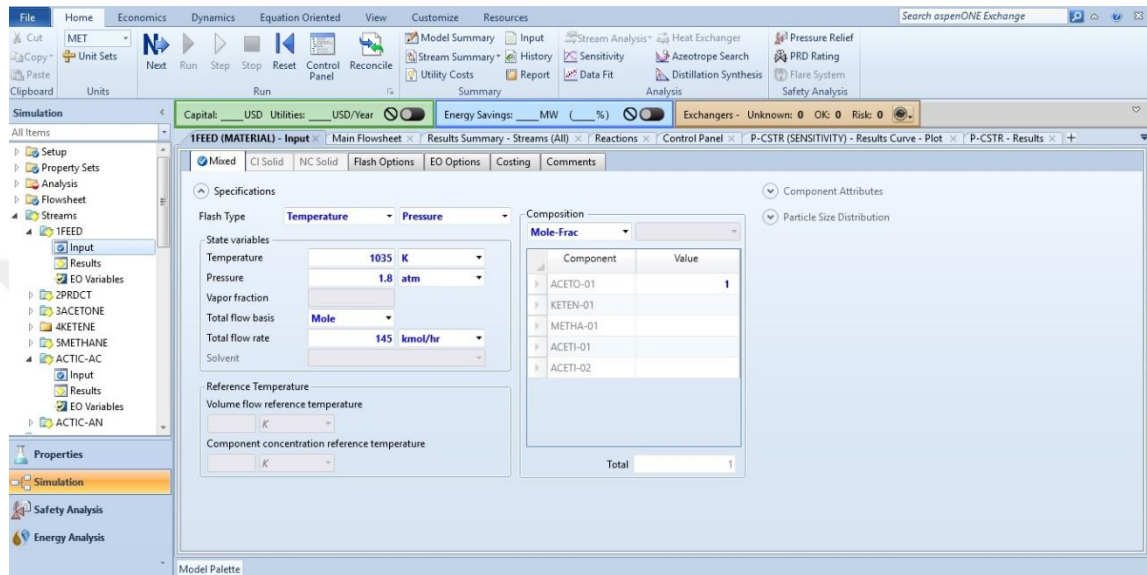 File Home Economics Dynamics Equation Oriented View Customize Resources Search aspenONE Exchange
Cut MET Model Summary Input Stream Analysis Heat Exchanger Pressure Relief
Copy Unit Sets Next Run Step Stop Reset Control Panel Reconcile Stream Summary History Sensitivity Azeotrope Search PRD Rating
Paste Utility Costs Report Data Fit Distillation Synthesis Flare System
Clipboard Units Run Summary Analysis Safety Analysis
Simulation Capital: ____ USD Utilities: ____ USD/Year Energy Savings: ____ MW ( ____ %) Exchangers - Unknown: 0 OK: 0 Risk: 0
All Items 1FEED (MATERIAL) - Input Main Flowsheet Results Summary - Streams (All) Reactions Control Panel P-CSTR (SENSITIVITY) - Results Curve - Plot P-CSTR - Results +
Setup
Property Sets
Analysis
Flowsheet
Streams
1FEED
Input
Results
EO Variables
2PRDCT
3ACETONE
4KETENE
5METHANE
ACTIC-AC
Input
Results
EO Variables
ACTIC-AN
Properties
Simulation
Safety Analysis
Energy Analysis
Mixed CI Solid NC Solid Flash Options EO Options Costing Comments
Specifications
Flash Type Temperature Pressure
State variables
Temperature 1035 K
Pressure 1.8 atm
Vapor fraction
Total flow basis Mole
Total flow rate 145 kmol/hr
Solvent
Reference Temperature
Volume flow reference temperature
K
Component concentration reference temperature
K
Composition
Mole-Frac
Component Value
ACETO-01 1
KETEN-01
METHA-01
ACETI-01
ACETI-02
Total 1
Component Attributes
Particle Size Distribution
Model Palette